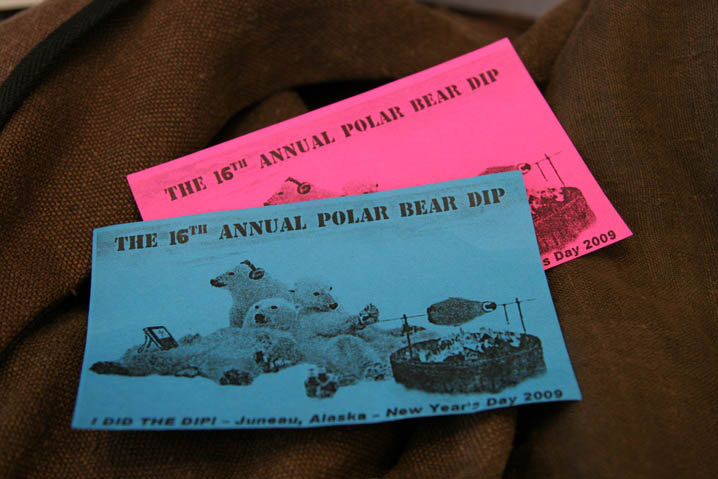 THE 16TH ANNUAL POLAR BEAR DIP
's Day 2009
THE 16TH ANNUAL POLAR BEAR DIP
I DID THE DIP! – Juneau, Alaska – New Year's Day 2009